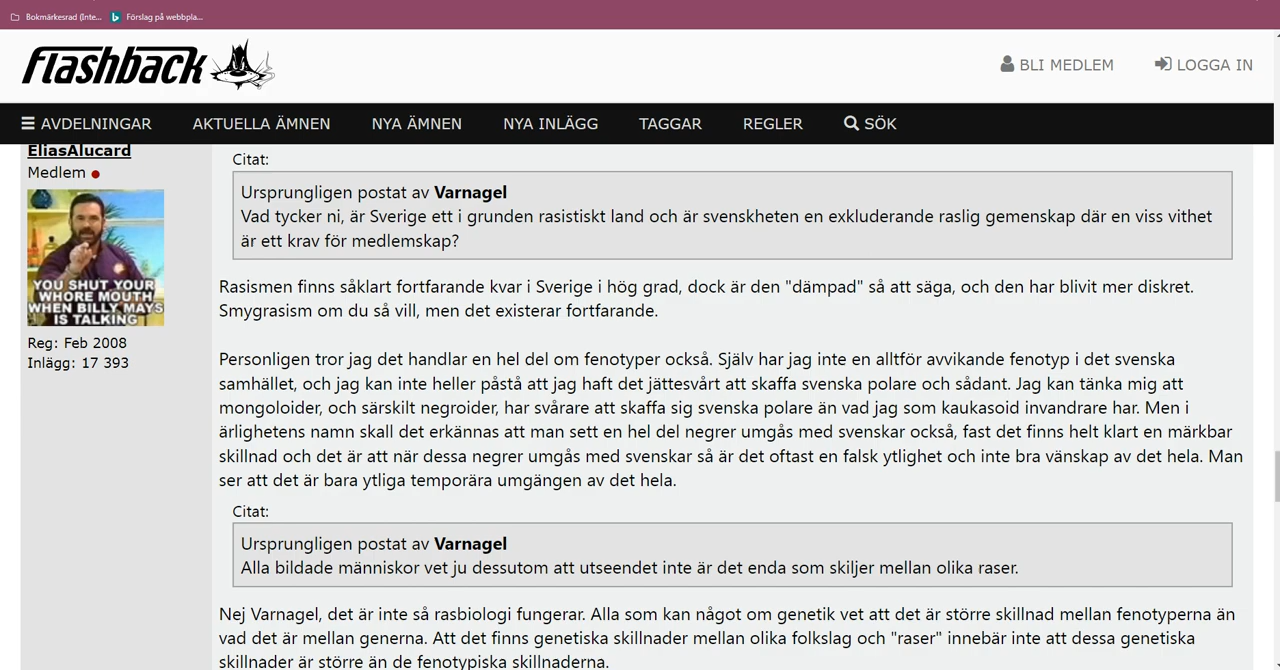 Bokmärkesrad (Inte...
Förslag på webbpla...
flashback
BLI MEDLEM
LOGGA IN
AVDELNINGAR
AKTUELLA ÄMNEN
NYA ÄMNEN
NYA INLÄGG
TAGGAR
REGLER
SÖK
EliasAlucard
Medlem
YOU SHUT YOUR
WHORE MOUTH
WHEN BILLY MAYS
IS TALKING
Reg: Feb 2008
Inlägg: 17 393
Citat:
Ursprungligen postat av Varnagel
Vad tycker ni, är Sverige ett i grunden rasistiskt land och är svenskheten en exkluderande raslig gemenskap där en viss vithet
är ett krav för medlemskap?
Rasismen finns såklart fortfarande kvar i Sverige i hög grad, dock är den "dämpad" så att säga, och den har blivit mer diskret.
Smygrasism om du så vill, men det existerar fortfarande.
Personligen tror jag det handlar en hel del om fenotyper också. Själv har jag inte en alltför avvikande fenotyp i det svenska
samhället, och jag kan inte heller påstå att jag haft det jättesvårt att skaffa svenska polare och sådant. Jag kan tänka mig att
mongoloider, och särskilt negroider, har svårare att skaffa sig svenska polare än vad jag som kaukasoid invandrare har. Men i
ärlighetens namn skall det erkännas att man sett en hel del negrer umgås med svenskar också, fast det finns helt klart en märkbar
skillnad och det är att när dessa negrer umgås med svenskar så är det oftast en falsk ytlighet och inte bra vänskap av det hela. Man
ser att det är bara ytliga temporära umgängen av det hela.
Citat:
Ursprungligen postat av Varnagel
Alla bildade människor vet ju dessutom att utseendet inte är det enda som skiljer mellan olika raser.
Nej Varnagel, det är inte så rasbiologi fungerar. Alla som kan något om genetik vet att det är större skillnad mellan fenotyperna än
vad det är mellan generna. Att det finns genetiska skillnader mellan olika folkslag och "raser" innebär inte att dessa genetiska
skillnader är större än de fenotypiska skillnaderna.